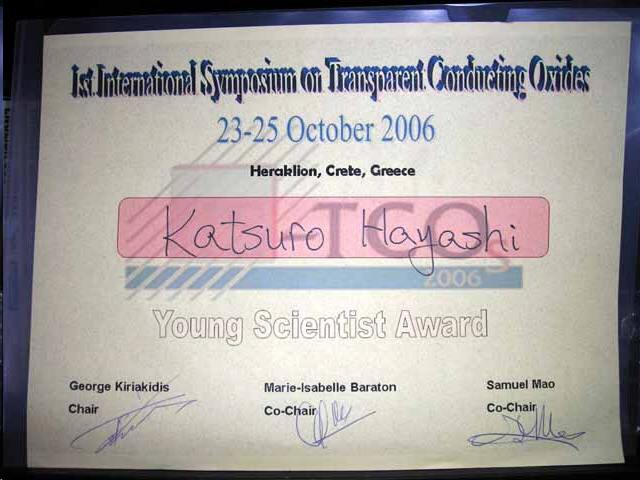 1st International Symposium on Transparent Conducting Oxides
23-25 October 2006
Heraklion, Crete, Greece
TCOs
Katsuro Hayashi
2006
Young Scientist Award
George Kiriakidis Marie-Isabelle Baraton Samuel Mao
Chair Co-Chair Co-Chair